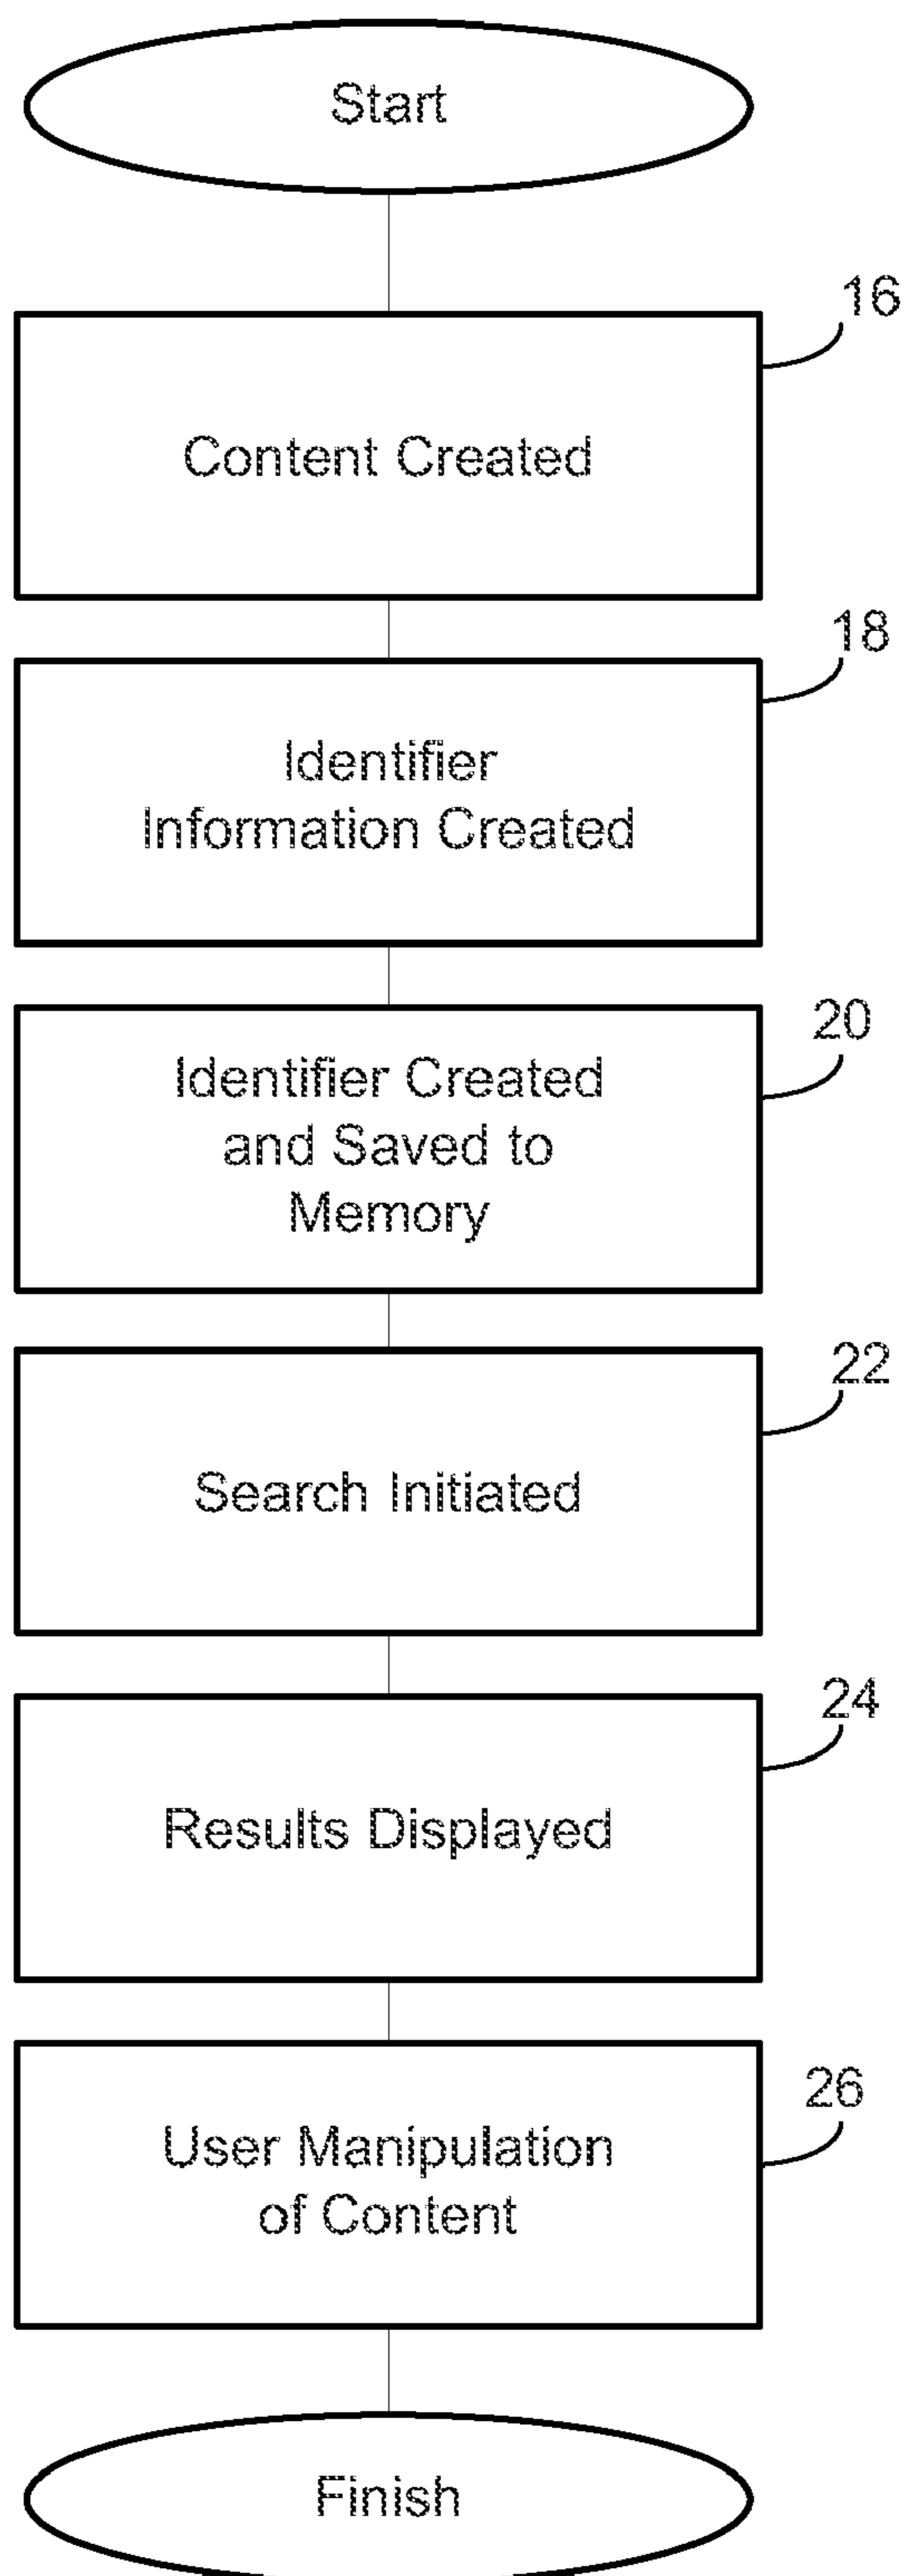 Start
16
Content Created
18
Identifier
Information Created
20
Identifier Created
and Saved to
Memory
22
Search Initiated
24
Results Displayed
26
User Manipulation
of Content
Finish